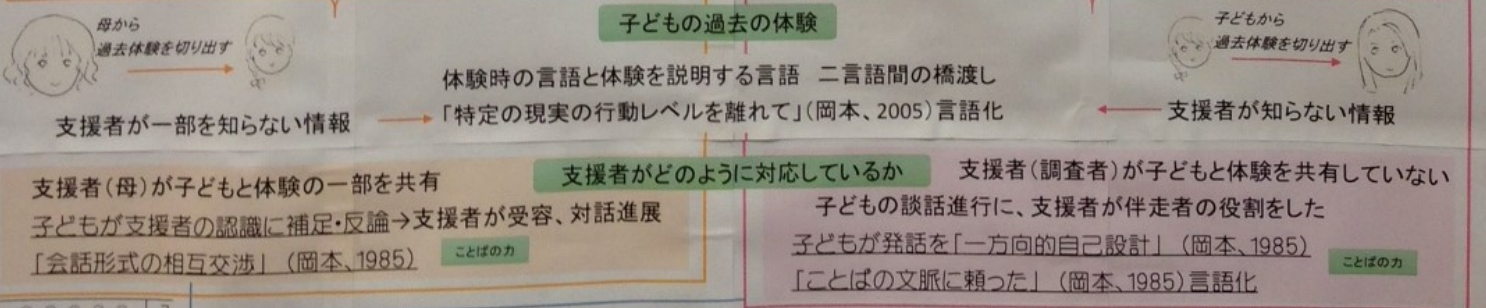 母から
過去体験を切り出す
子どもの過去の体験
子どもから
過去体験を切り出す
体験時の言語と体験を説明する言語　二言語間の橋渡し
支援者が一部を知らない情報
「特定の現実の行動レベルを離れて」(岡本、2005)言語化
支援者が知らない情報
支援者がどのように対応しているか
支援者(母)が子どもと体験の一部を共有
子どもが支援者の認識に補足・反論→支援者が受容、対話進展
「会話形式の相互交渉」(岡本、1985)
ことばの力
支援者(調査者)が子どもと体験を共有していない
子どもの談話進行に、支援者が伴走者の役割をした
子どもが発話を「一方向的自己設計」(岡本、1985)
「ことばの文脈に頼った」(岡本、1985)言語化
ことばの力